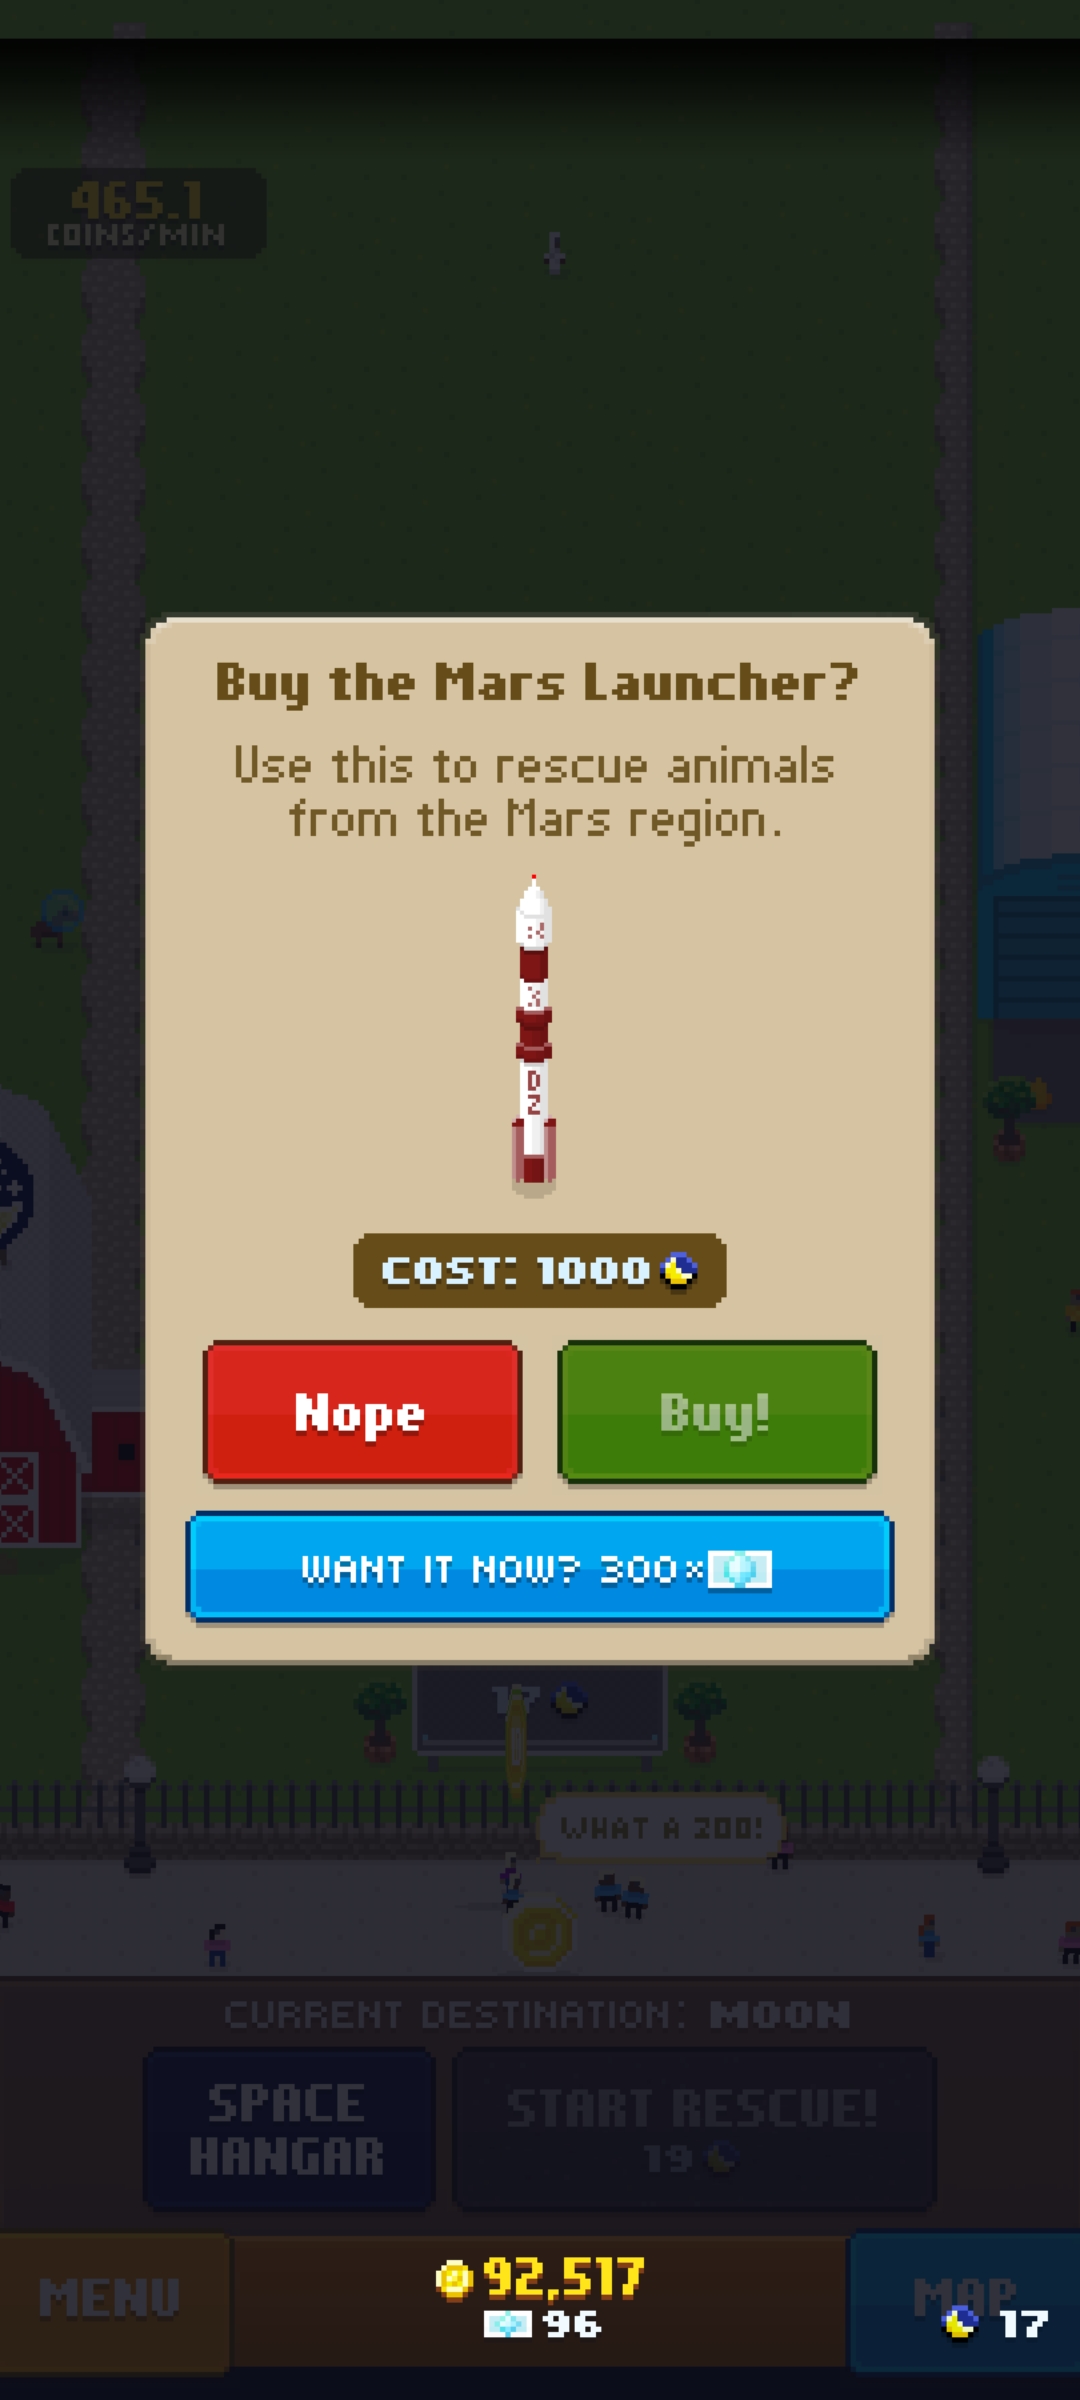 465.1
COINS/MIN
Buy the Mars Launcher?
Use this to rescue animals
from the Mars region.
D
2
COST: 1000
Nope
Buy!
WANT IT NOW? 300×
17
WHAT A ZOO!
CURRENT DESTINATION: MOON
SPACE
HANGAR
START RESCUE!
19
MENU
92,517
96
MAP
17